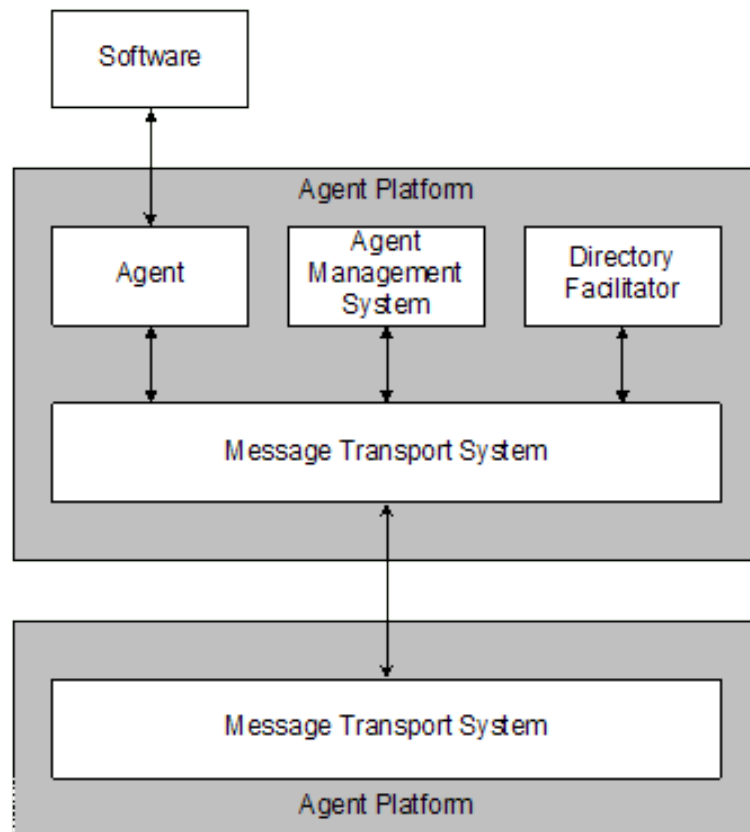 Software
Agent Platform
Agent
Agent
Management
System
Directory
Facilitator
Message Transport System
Message Transport System
Agent Platform